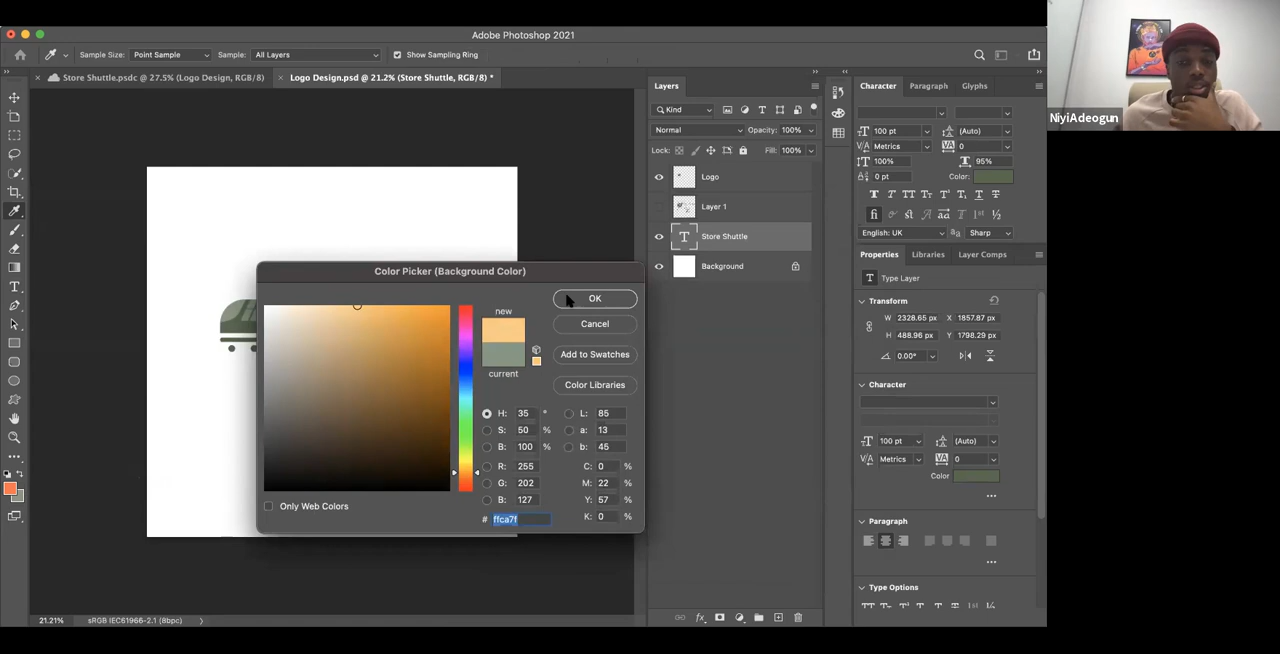 Adobe Photoshop 2021
Sample Size: Point Sample Sample: All Layers Show Sampling Ring
Store Shuttle.psdc @ 27.5% (Logo Design, RGB/8)
Logo Design.psd @ 21.2% (Store Shuttle, RGB/8) *
Layers
Kind
Normal Opacity: 100%
Lock: Fill: 100%
Logo
Layer 1
T Store Shuttle
Background
Character Paragraph Glyphs
100 pt (Auto)
Metrics 0
100% 95%
0 pt Color:
English: UK Sharp
Properties Libraries Layer Comps
T Type Layer
Transform
W 2328.65 px X 1857.87 px
H 488.96 px Y 1798.29 px
0.00°
Character
100 pt (Auto)
Metrics 0
Color
Paragraph
Type Options
Color Picker (Background Color)
new
current
OK
Cancel
Add to Swatches
Color Libraries
H: 35 ° L: 85
S: 50 % a: 13
B: 100 % b: 45
R: 255 C: 0 %
G: 202 M: 22 %
B: 127 Y: 57 %
# ffca7f K: 0 %
Only Web Colors
21.21% sRGB IEC61966-2.1 (8bpc)
NiyiAdeogun